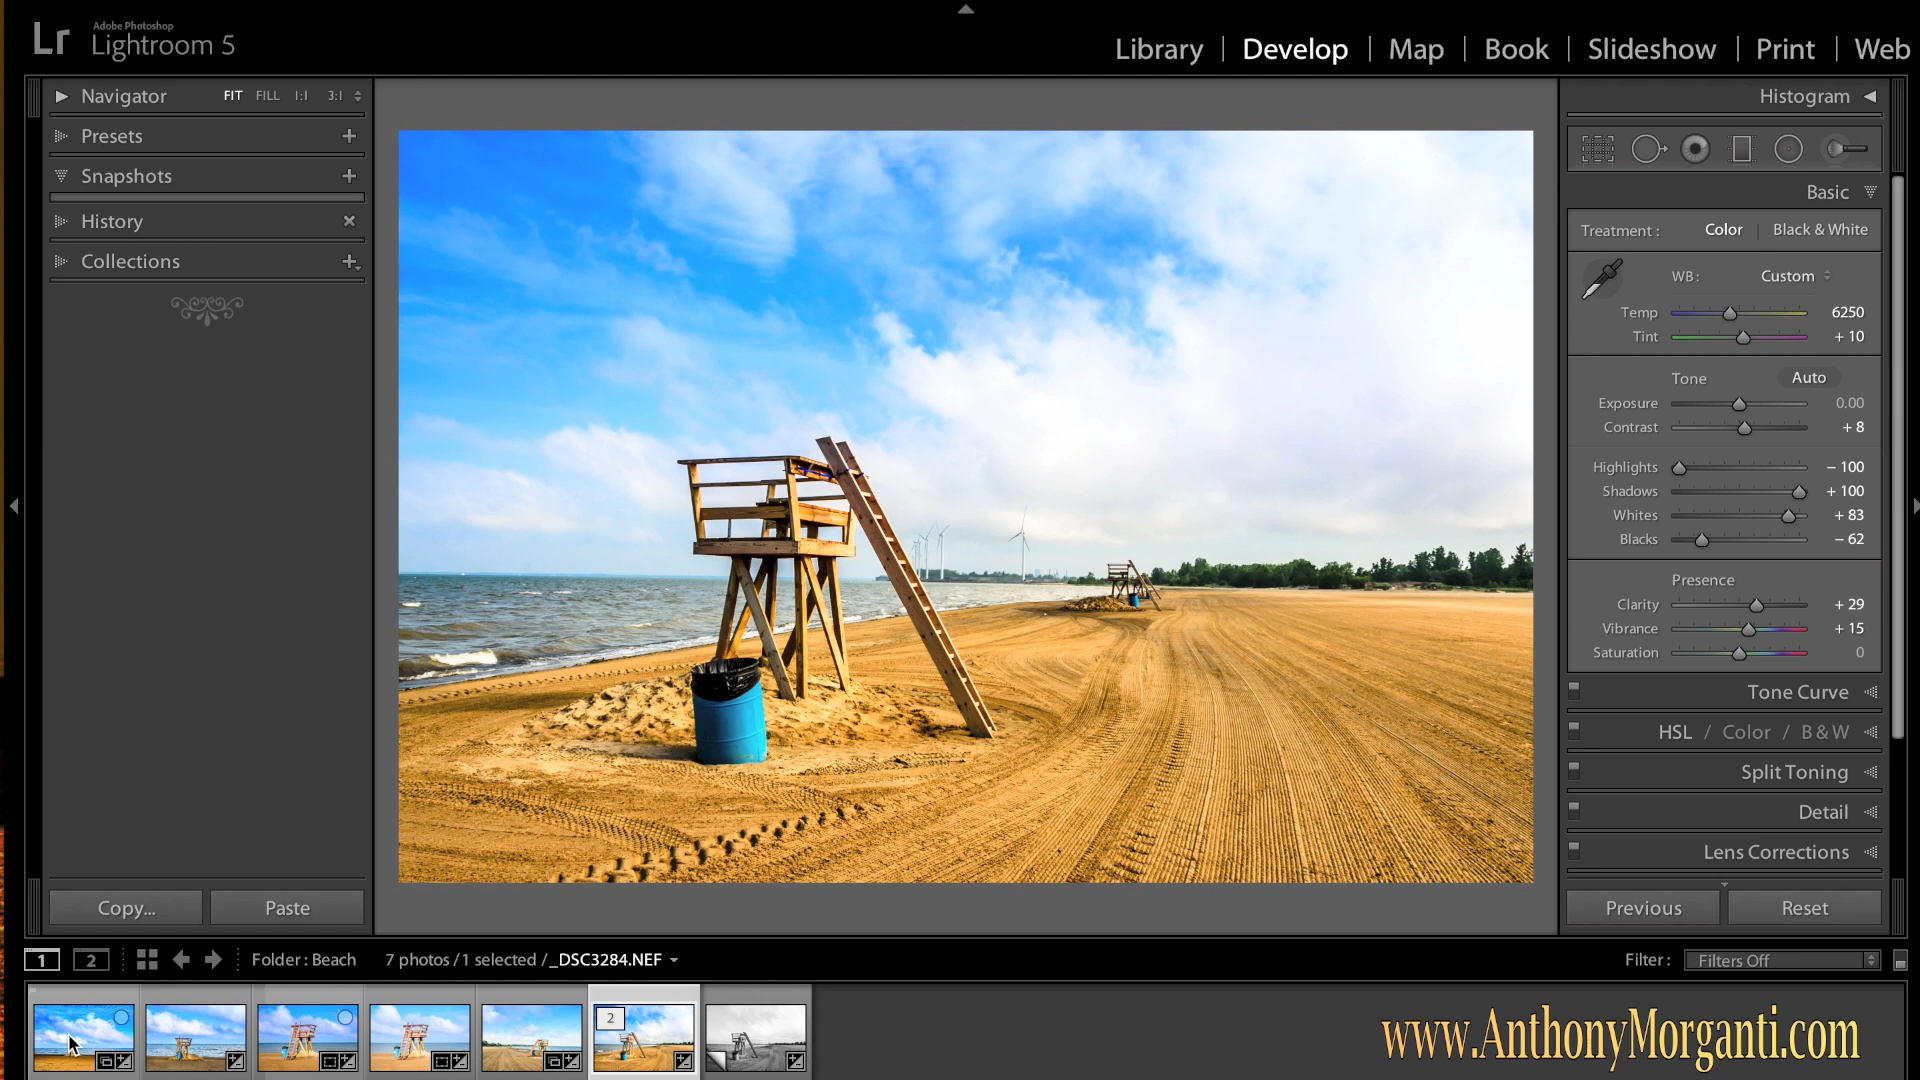 Lr
Adobe Photoshop
Lightroom 5
Library | Develop | Map | Book | Slideshow | Print | Web
Navigator FIT FILL 1:1 3:1
Presets
Snapshots
History
Collections
Copy...
Paste
Histogram
Basic
Treatment : Color | Black & White
WB : Custom
Temp 6250
Tint + 10
Tone Auto
Exposure 0.00
Contrast + 8
Highlights − 100
Shadows + 100
Whites + 83
Blacks − 62
Presence
Clarity + 29
Vibrance + 15
Saturation 0
Tone Curve
HSL / Color / B & W
Split Toning
Detail
Lens Corrections
Previous
Reset
1 2 Folder : Beach 7 photos / 1 selected / _DSC3284.NEF
Filter : Filters Off
2
www.AnthonyMorganti.com